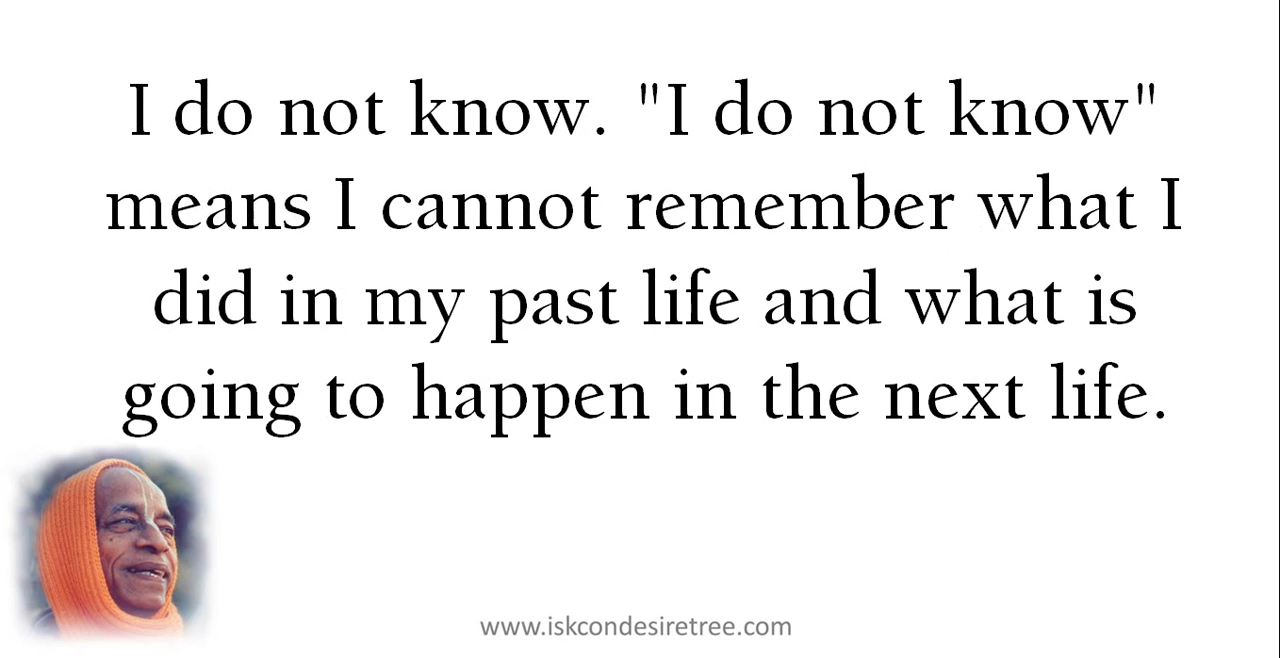 I do not know. "I do not know"
means I cannot remember what I
did in my past life and what is
going to happen in the next life.
www.iskcondesiretree.com